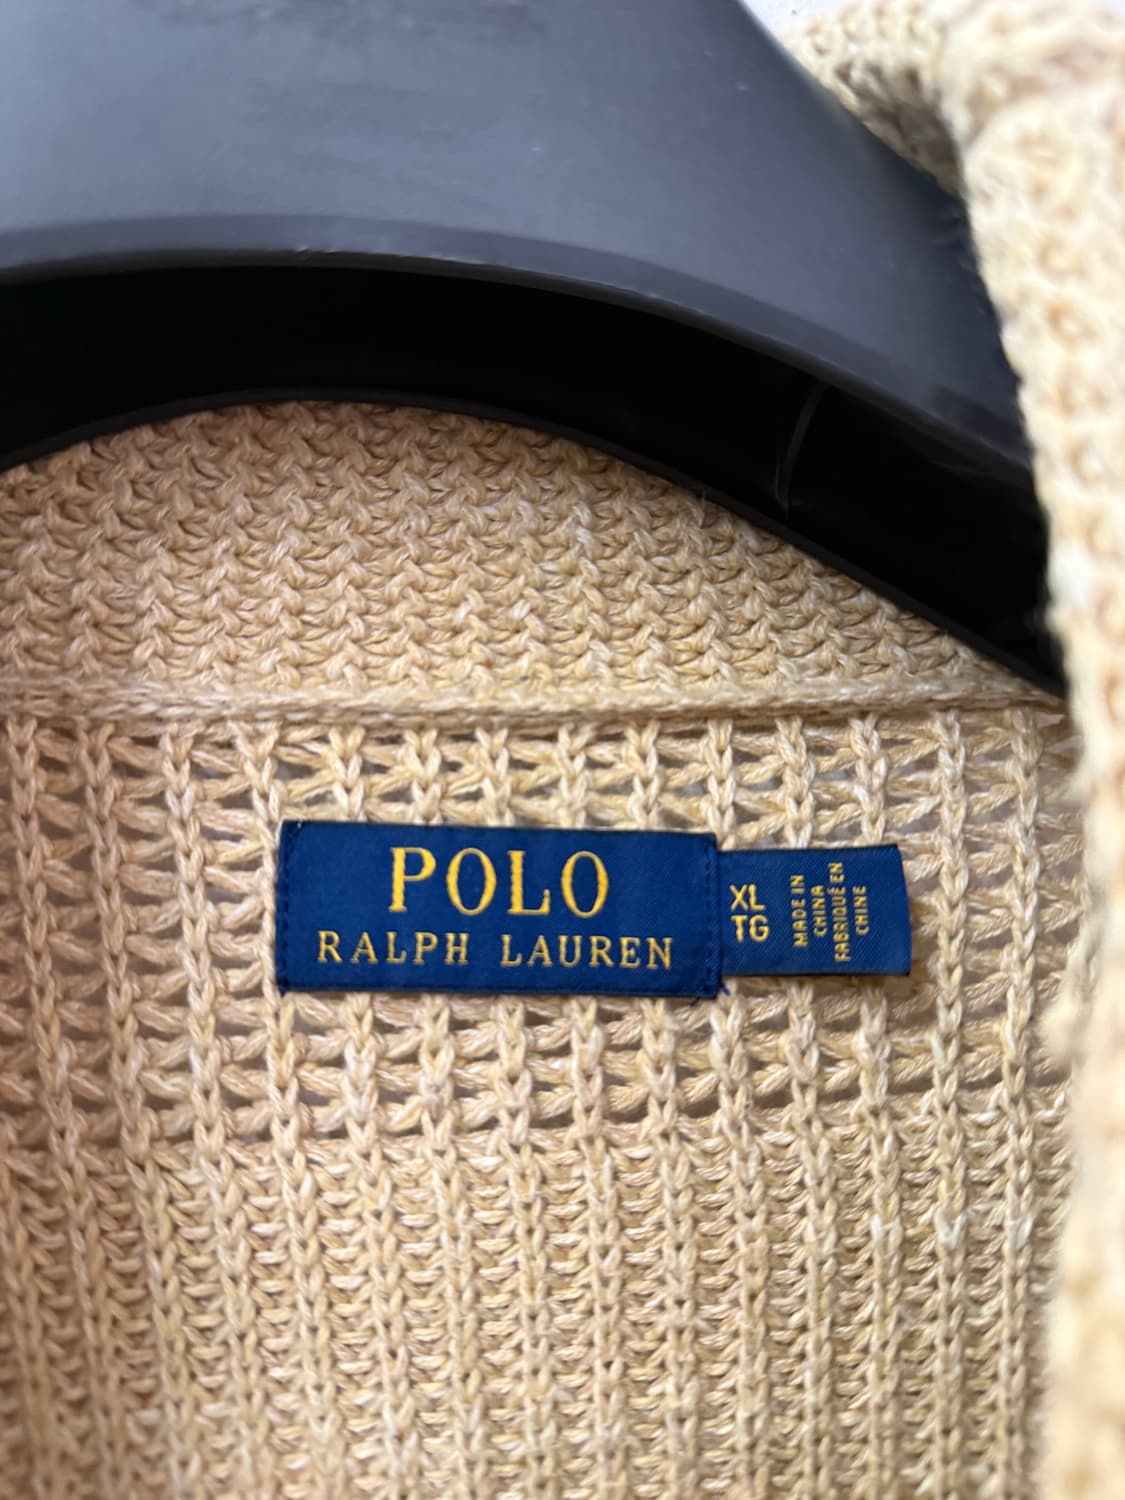 POLO
RALPH LAUREN
XL
TG
MADE IN
CHINA
FABRIQUÉ EN
CHINE